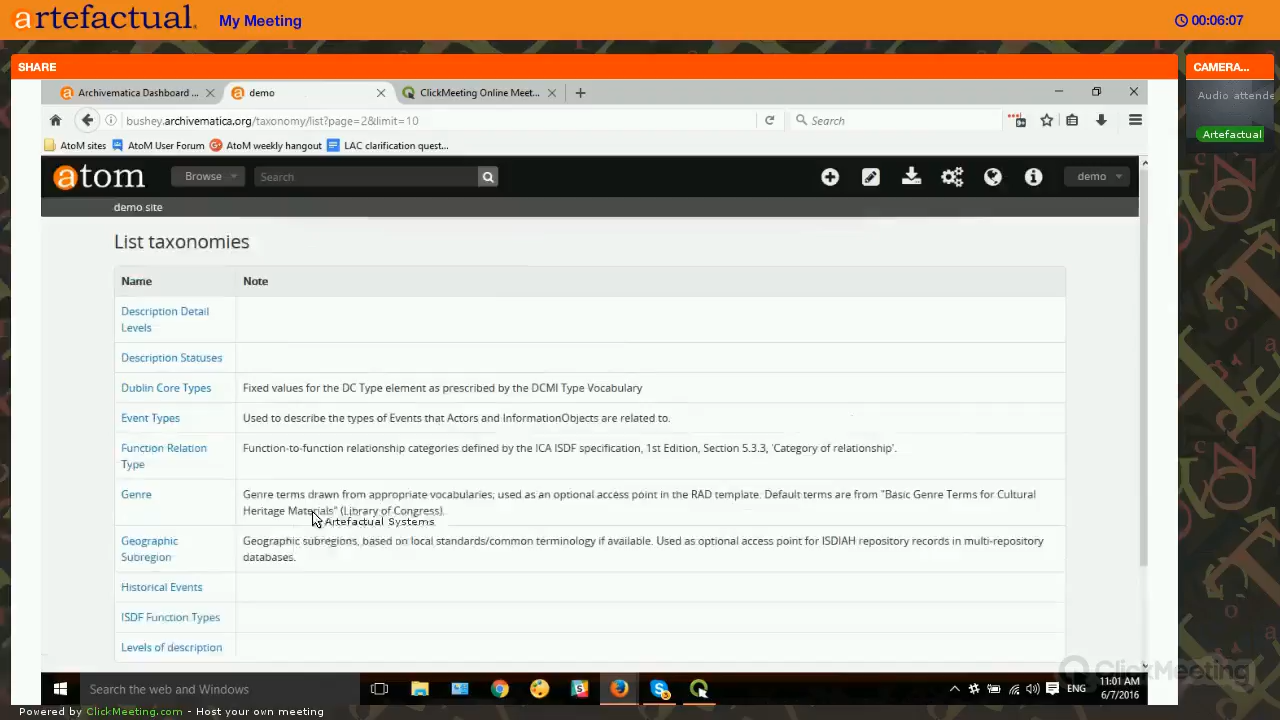 artefactual.
My Meeting
00:06:07
SHARE
CAMERA...
Archivematica Dashboard ...
demo
ClickMeeting Online Meet...
bushey.archivematica.org/taxonomy/list?page=2&limit=10
Search
Audio attende
Artefactual
AtoM sites
AtoM User Forum
AtoM weekly hangout
LAC clarification quest...
atom
Browse
Search
demo
demo site
List taxonomies
Name
Note
Description Detail
Levels
Description Statuses
Dublin Core Types
Fixed values for the DC Type element as prescribed by the DCMI Type Vocabulary
Event Types
Used to describe the types of Events that Actors and InformationObjects are related to.
Function Relation
Type
Function-to-function relationship categories defined by the ICA ISDF specification, 1st Edition, Section 5.3.3, 'Category of relationship'.
Genre
Genre terms drawn from appropriate vocabularies; used as an optional access point in the RAD template. Default terms are from "Basic Genre Terms for Cultural
Heritage Materials" (Library of Congress).
Artefactual Systems
Geographic
Subregion
Geographic subregions, based on local standards/common terminology if available. Used as optional access point for ISDIAH repository records in multi-repository
databases.
Historical Events
ISDF Function Types
Levels of description
ClickMeeting
Search the web and Windows
ENG
11:01 AM
6/7/2016
Powered by ClickMeeting.com - Host your own meeting